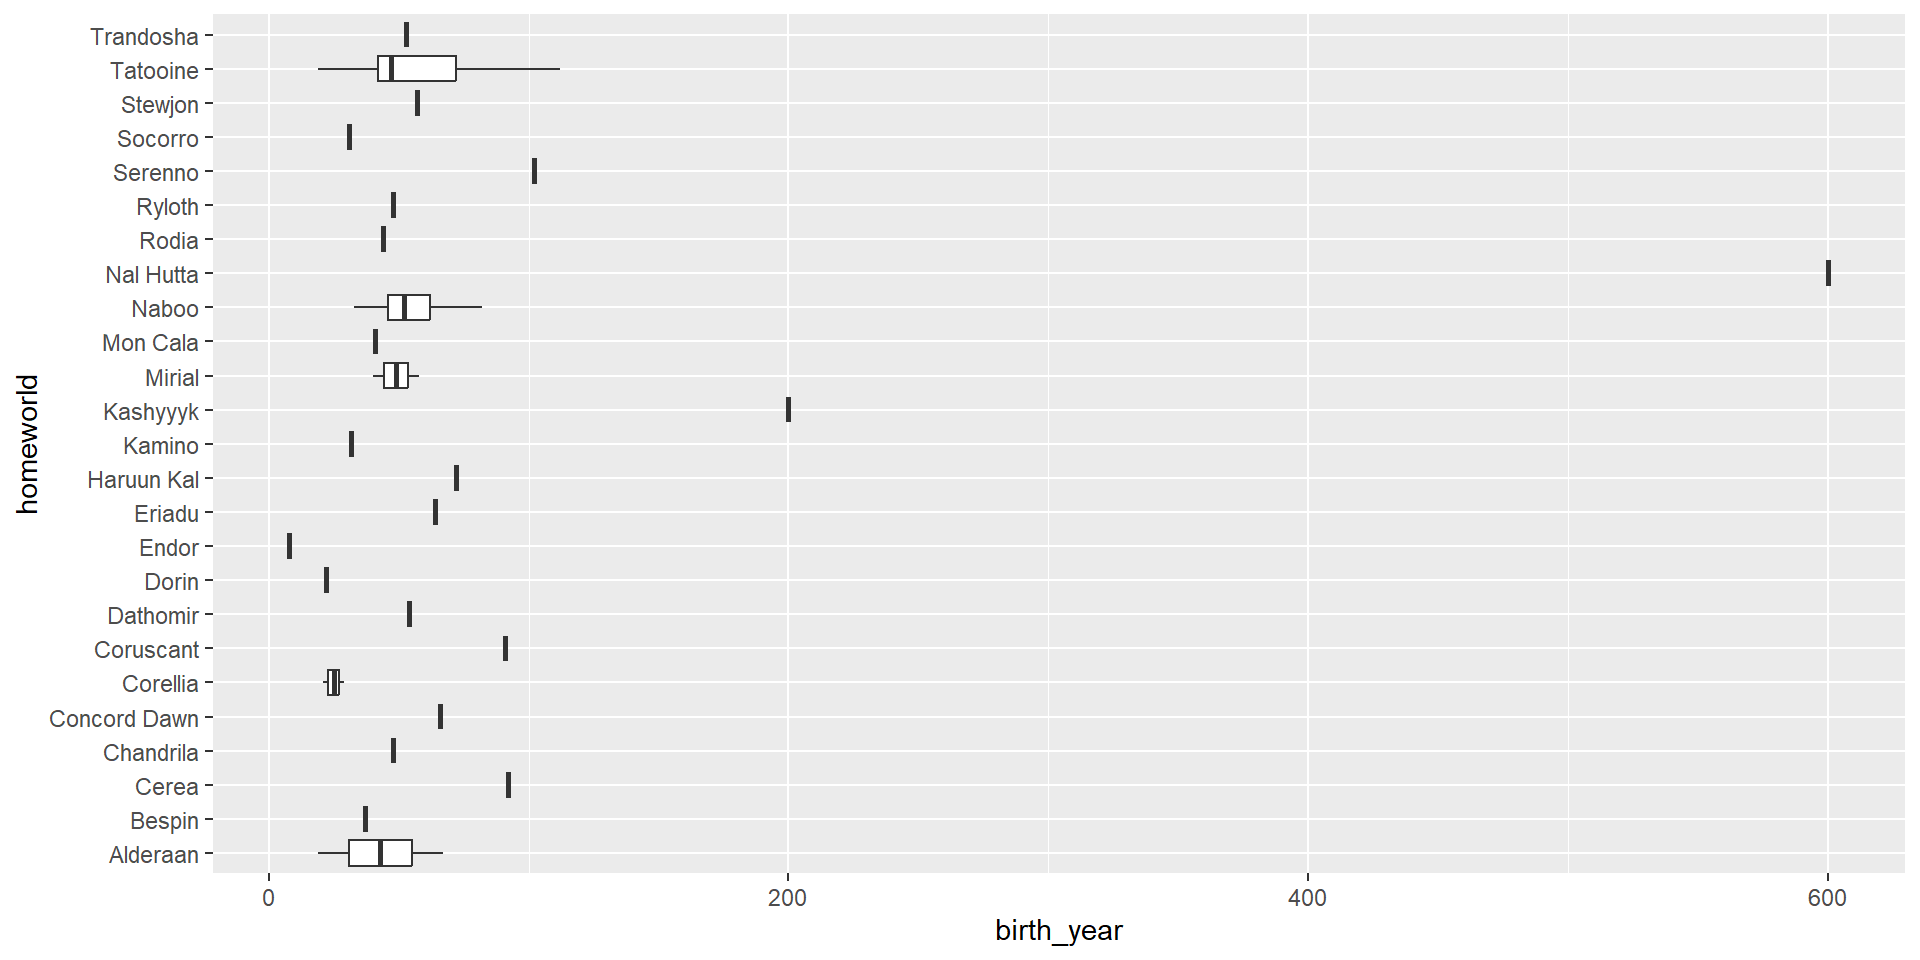 Trandosha
Tatooine
Stewjon
Socorro
Serenno
Ryloth
Rodia
Nal Hutta
Naboo
Mon Cala
Mirial
Kashyyyk
Kamino
Haruun Kal
Eriadu
Endor
Dorin
Dathomir
Coruscant
Corellia
Concord Dawn
Chandrila
Cerea
Bespin
Alderaan
homeworld
0 200 400 600
birth_year